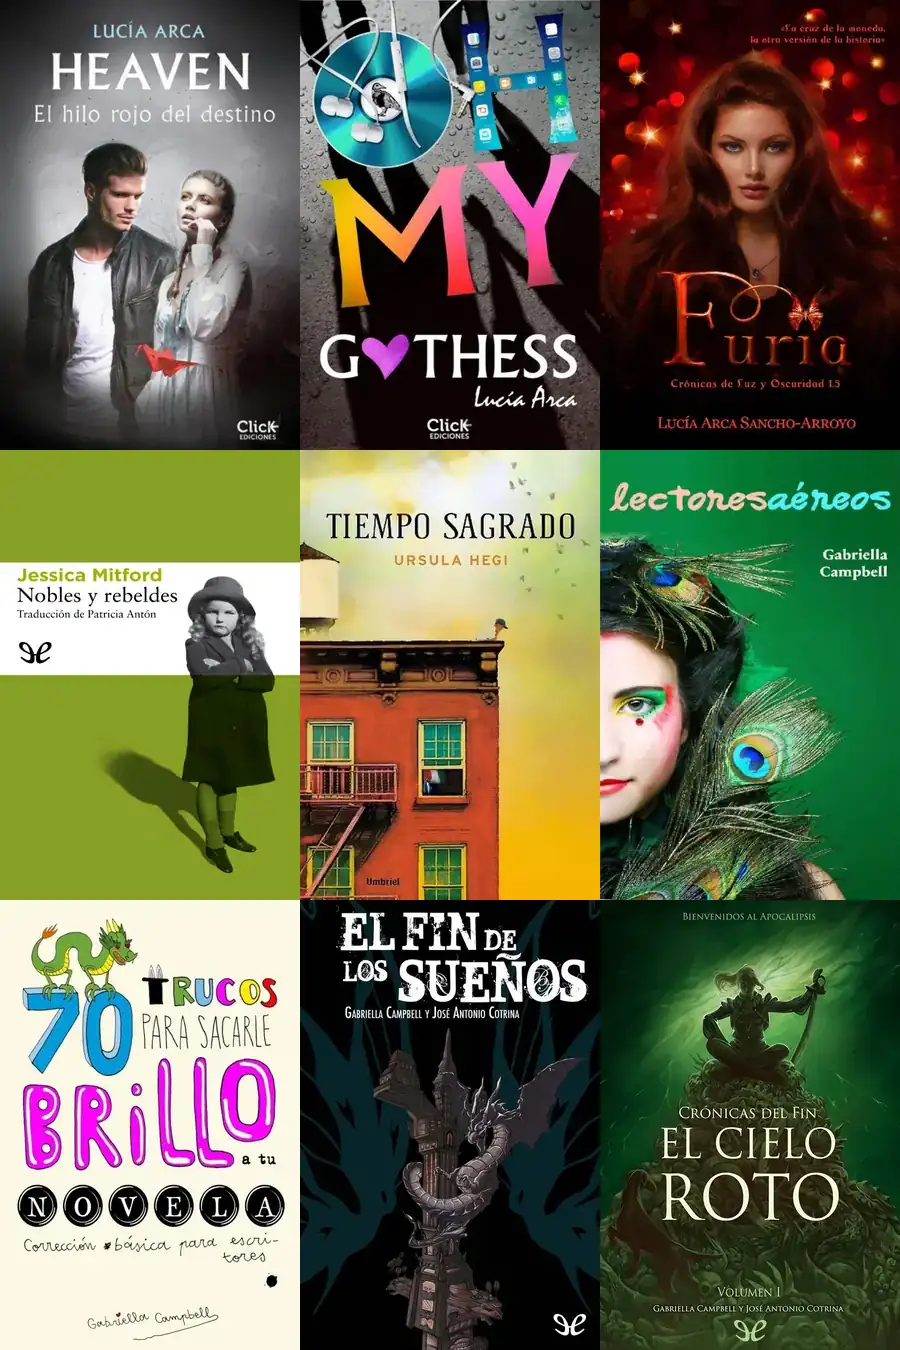 LUCÍA ARCA
HEAVEN
El hilo rojo del destino
Click
EDICIONES
OH
MY
G THESS
Lucía Arca
Click
EDICIONES
«La cruz de la moneda,
la otra versión de la historia»
Furia
Crónicas de Luz y Oscuridad 1.5
LUCÍA ARCA SANCHO-ARROYO
Jessica Mitford
Nobles y rebeldes
Traducción de Patricia Antón
TIEMPO SAGRADO
URSULA HEGI
Umbriel
lectoresaéreos
Gabriella
Campbell
70 TRUCOS
PARA SACARLE
BRiLLO
a tu
NOVELA
Corrección básica para escri-
tores
Gabriella Campbell
EL FIN DE
LOS SUEÑOS
GABRIELLA CAMPBELL Y JOSÉ ANTONIO COTRINA
BIENVENIDOS AL APOCALIPSIS
CRÓNICAS DEL FIN
EL CIELO
ROTO
VOLUMEN I
GABRIELLA CAMPBELL Y JOSÉ ANTONIO COTRINA